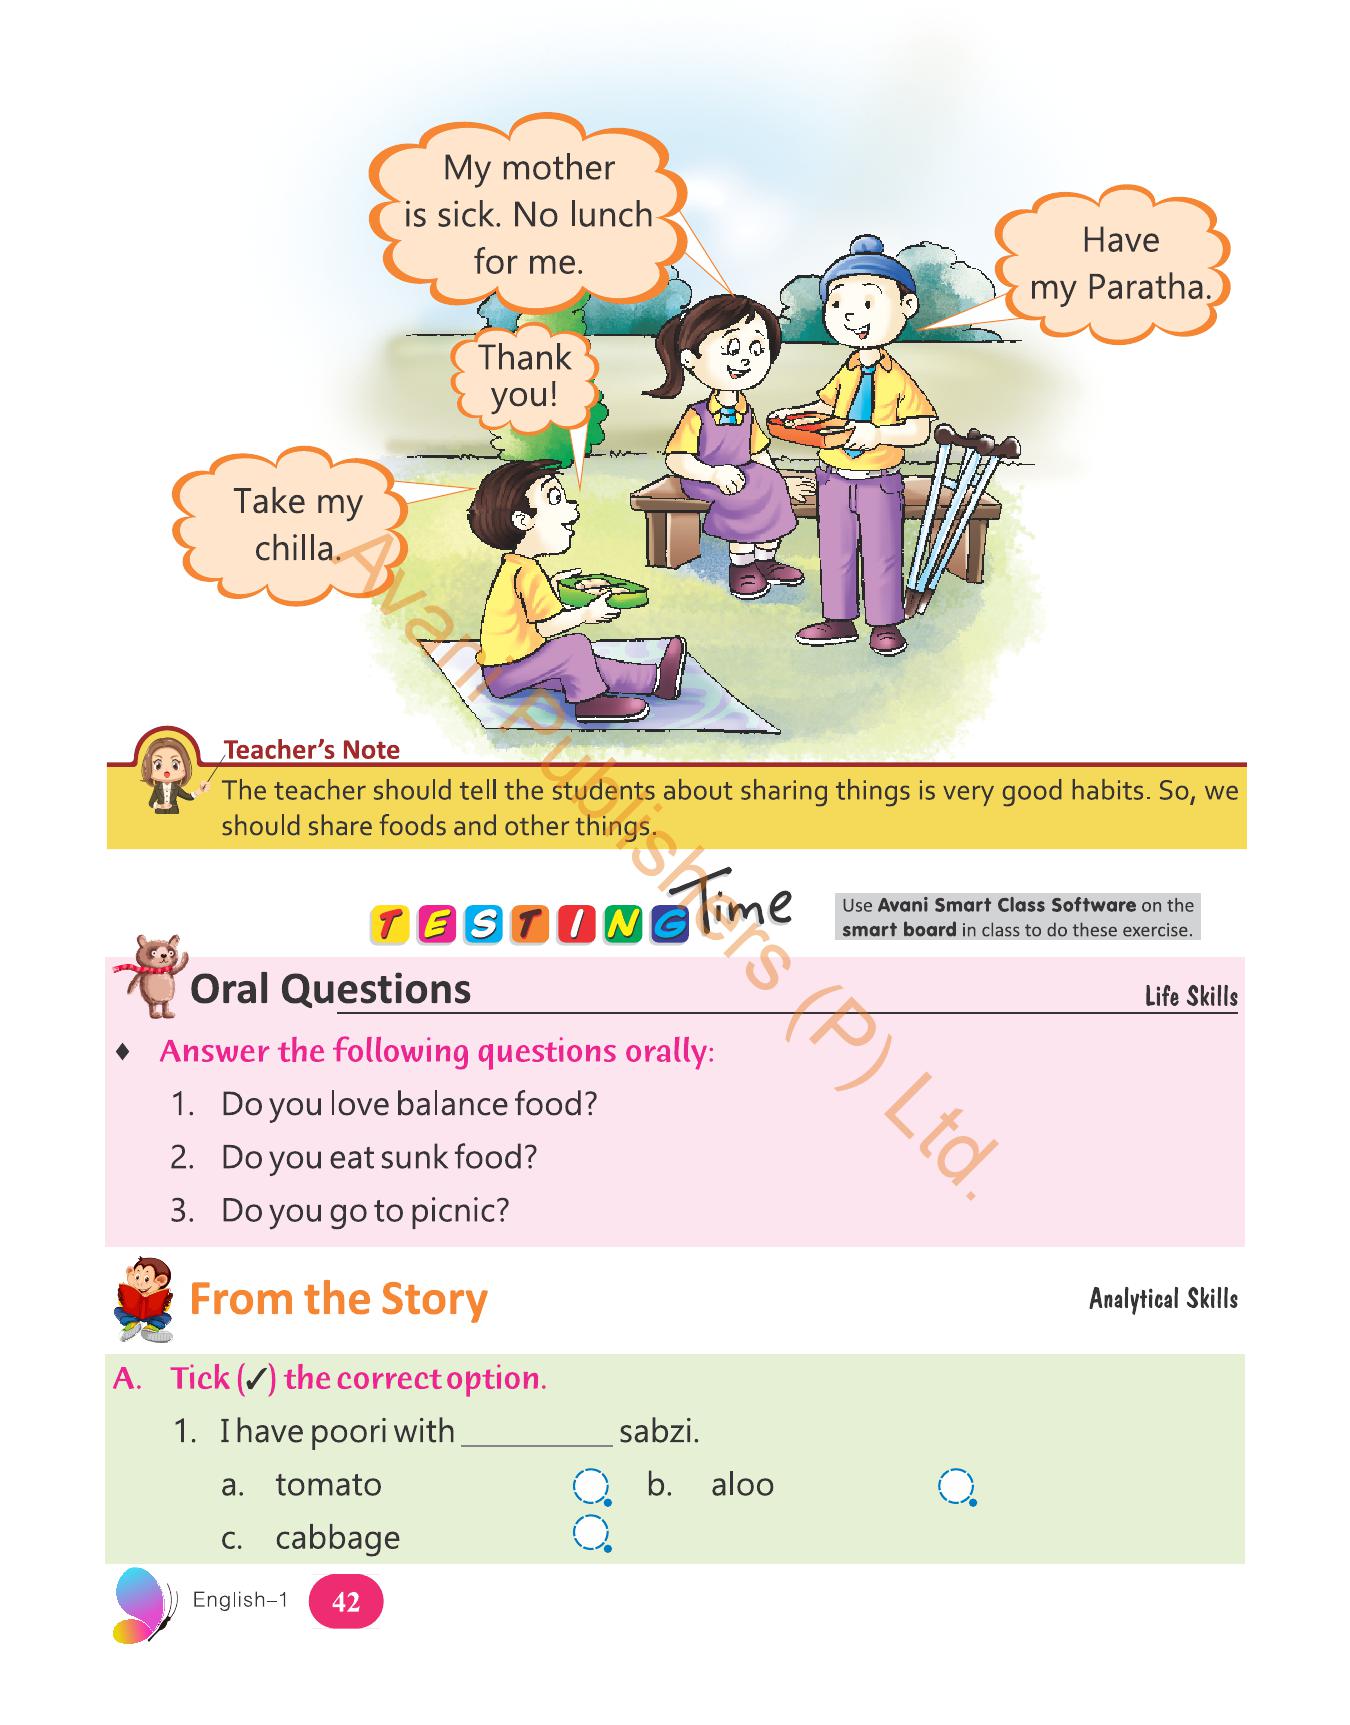 My mother
is sick. No lunch
for me.
Have
my Paratha.
Thank
you!
Take my
chilla.
Teacher's Note
The teacher should tell the students about sharing things is very good habits. So, we
should share foods and other things.
TESTING Time
Use Avani Smart Class Software on the
smart board in class to do these exercise.
Oral Questions
Life Skills
♦ Answer the following questions orally:
1. Do you love balance food?
2. Do you eat sunk food?
3. Do you go to picnic?
From the Story
Analytical Skills
A. Tick (✓) the correct option.
1. I have poori with __________ sabzi.
a. tomato b. aloo
c. cabbage
English–1 42
Avani Publishers (P) Ltd.